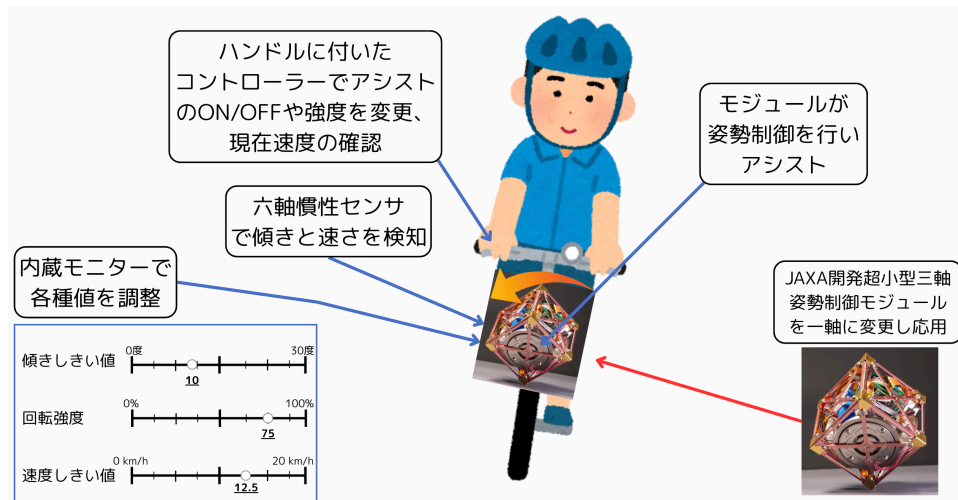 ハンドルに付いた
コントローラーでアシスト
のON/OFFや強度を変更、
現在速度の確認
モジュールが
姿勢制御を行い
アシスト
六軸慣性センサ
で傾きと速さを検知
内蔵モニターで
各種値を調整
JAXA開発超小型三軸
姿勢制御モジュール
を一軸に変更し応用
傾きしきい値
0度
30度
10
回転強度
0%
100%
75
速度しきい値
0 km/h
20 km/h
12.5